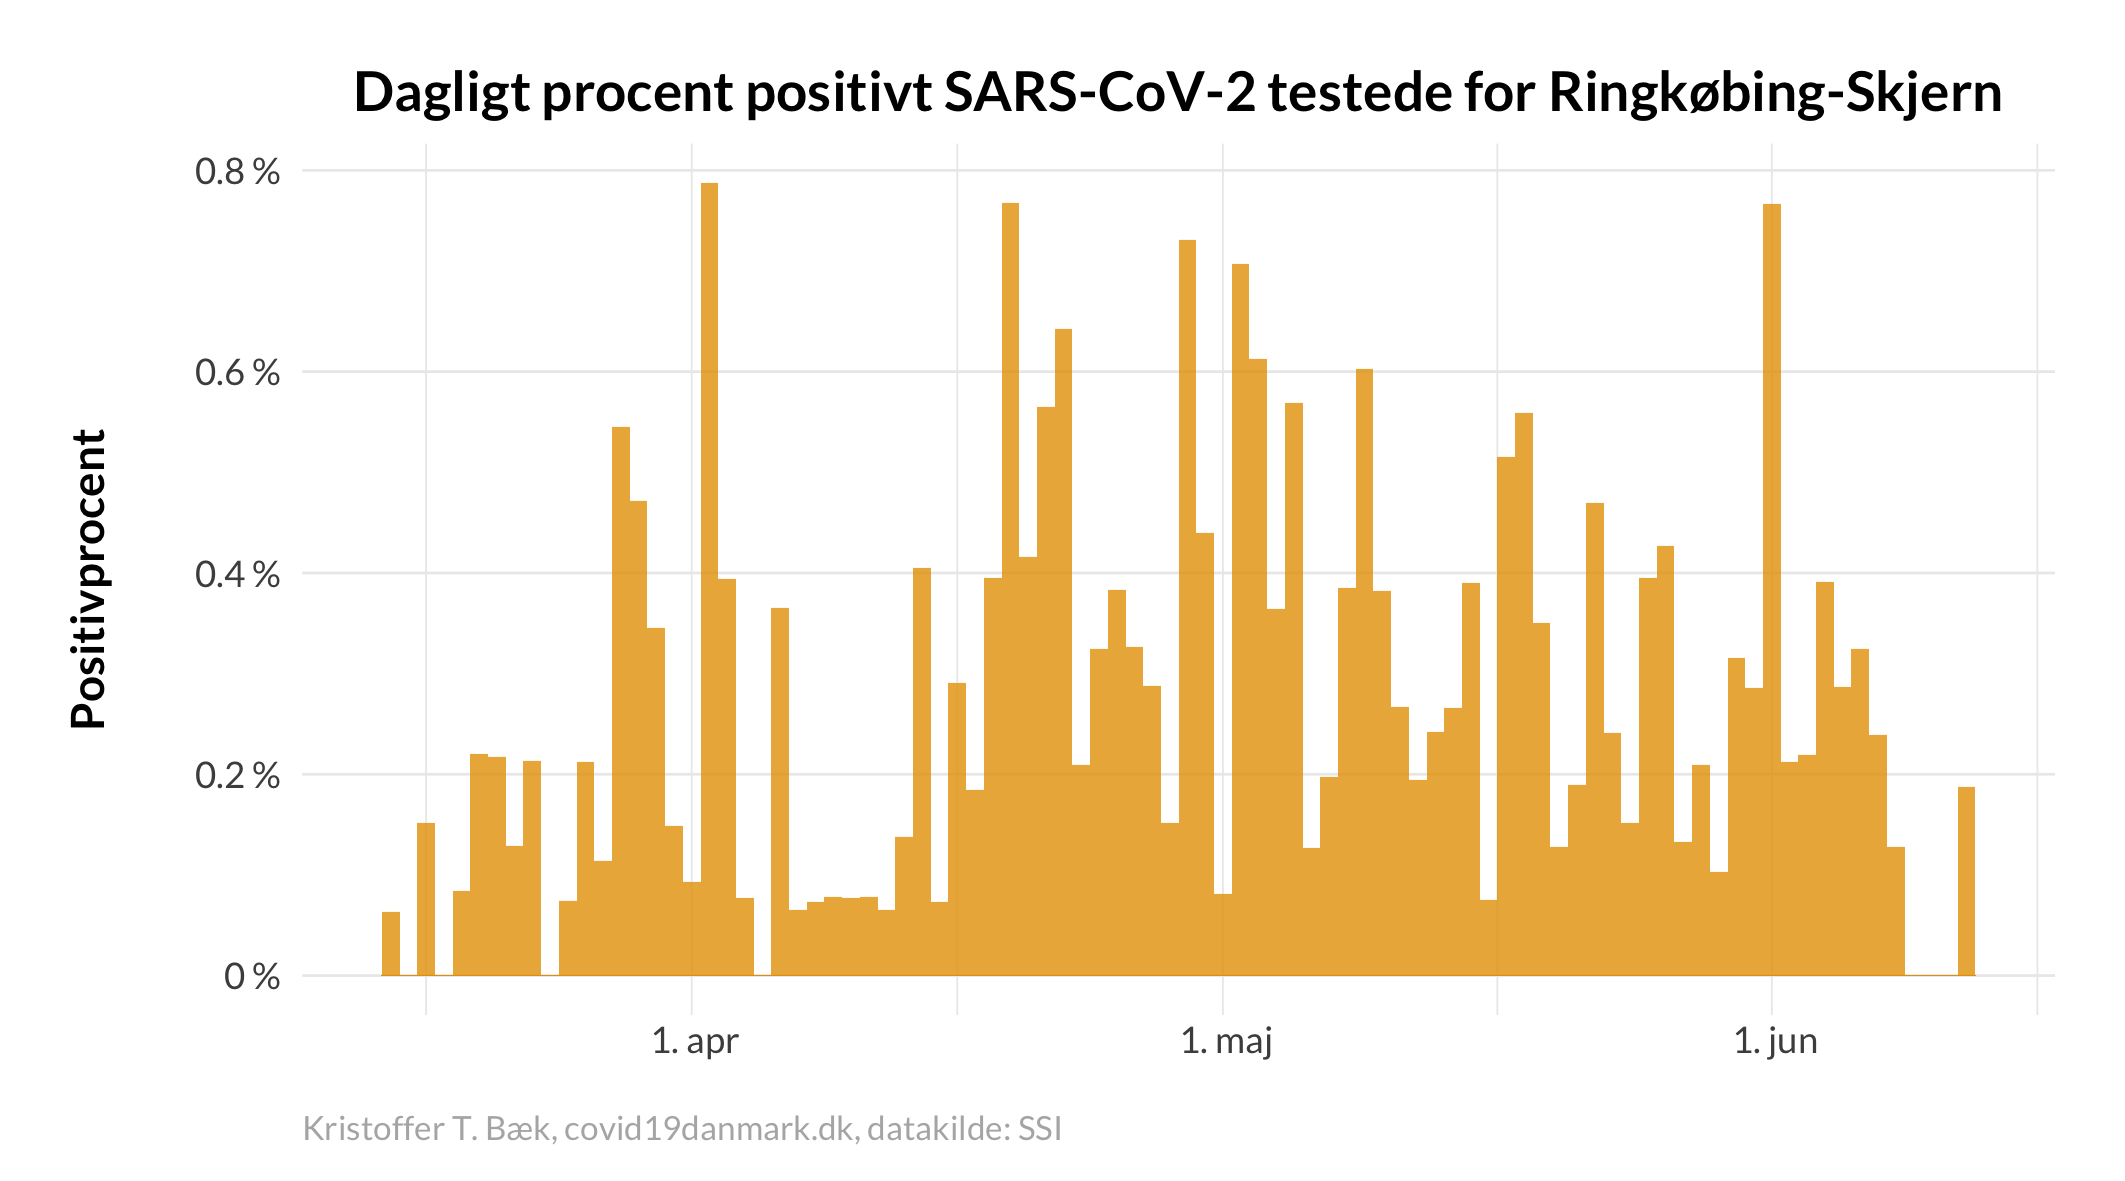 Dagligt procent positivt SARS-CoV-2 testede for Ringkøbing-Skjern
Positivprocent
0.8 %
0.6 %
0.4 %
0.2 %
0 %
1. apr
1. maj
1. jun
Kristoffer T. Bæk, covid19danmark.dk, datakilde: SSI